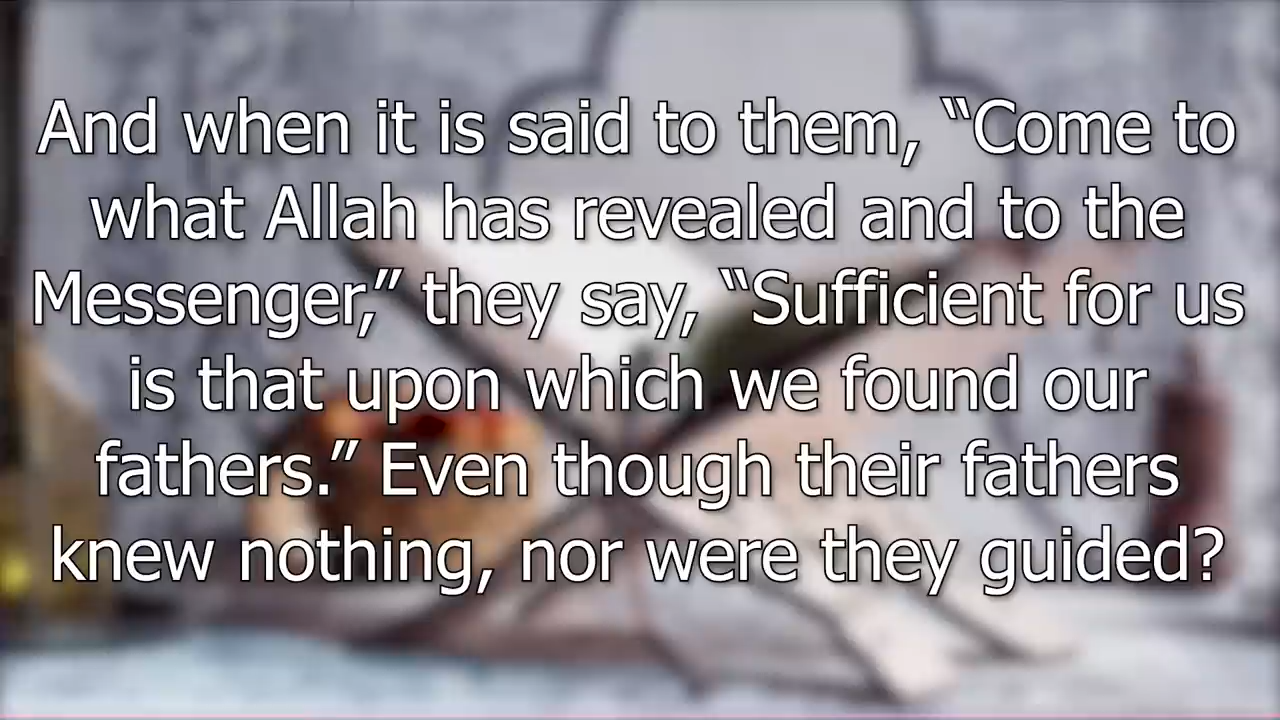 And when it is said to them, “Come to
what Allah has revealed and to the
Messenger,” they say, “Sufficient for us
is that upon which we found our
fathers.” Even though their fathers
knew nothing, nor were they guided?